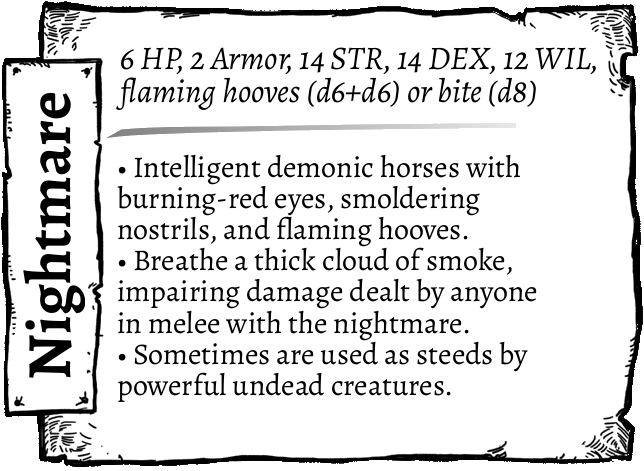 Nightmare
6 HP, 2 Armor, 14 STR, 14 DEX, 12 WIL,
flaming hooves (d6+d6) or bite (d8)
• Intelligent demonic horses with
burning-red eyes, smoldering
nostrils, and flaming hooves.
• Breathe a thick cloud of smoke,
impairing damage dealt by anyone
in melee with the nightmare.
• Sometimes are used as steeds by
powerful undead creatures.